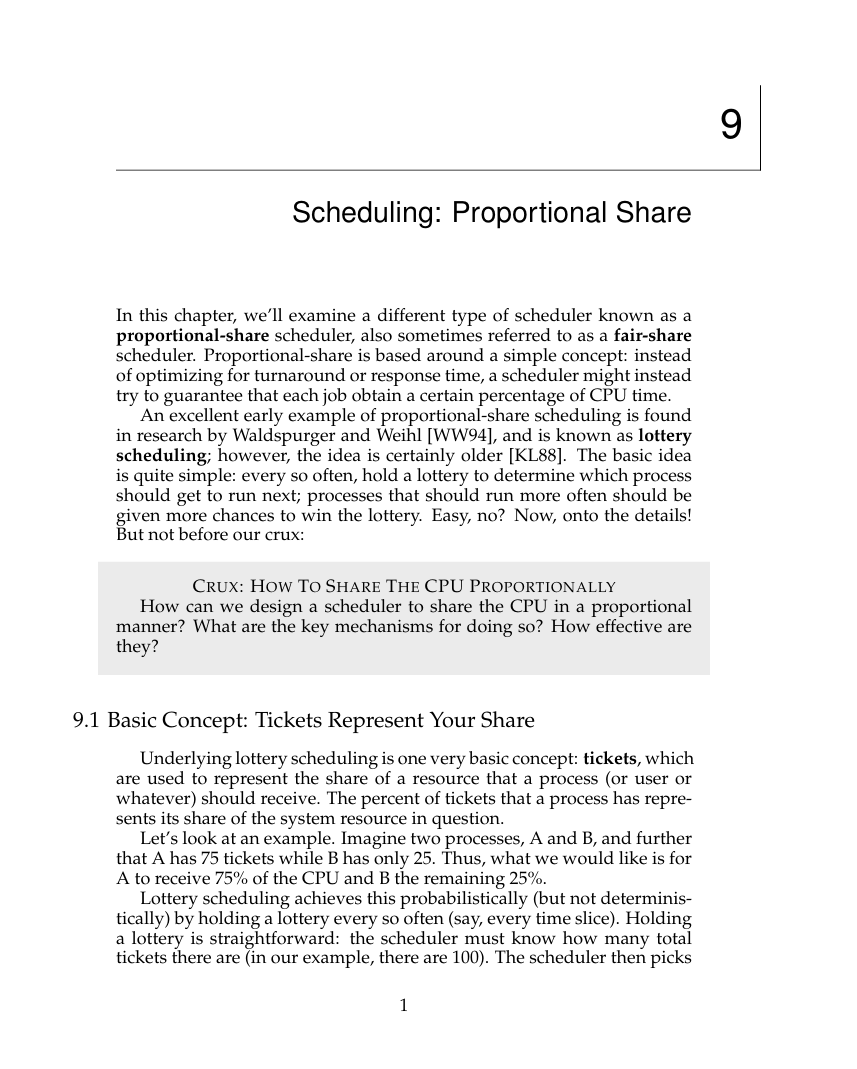 9
Scheduling: Proportional Share
In this chapter, we'll examine a different type of scheduler known as a
proportional-share scheduler, also sometimes referred to as a fair-share
scheduler. Proportional-share is based around a simple concept: instead
of optimizing for turnaround or response time, a scheduler might instead
try to guarantee that each job obtain a certain percentage of CPU time.
An excellent early example of proportional-share scheduling is found
in research by Waldspurger and Weihl [WW94], and is known as lottery
scheduling; however, the idea is certainly older [KL88]. The basic idea
is quite simple: every so often, hold a lottery to determine which process
should get to run next; processes that should run more often should be
given more chances to win the lottery. Easy, no? Now, onto the details!
But not before our crux:
CRUX: HOW TO SHARE THE CPU PROPORTIONALLY
How can we design a scheduler to share the CPU in a proportional
manner? What are the key mechanisms for doing so? How effective are
they?
9.1 Basic Concept: Tickets Represent Your Share
Underlying lottery scheduling is one very basic concept: tickets, which
are used to represent the share of a resource that a process (or user or
whatever) should receive. The percent of tickets that a process has repre-
sents its share of the system resource in question.
Let's look at an example. Imagine two processes, A and B, and further
that A has 75 tickets while B has only 25. Thus, what we would like is for
A to receive 75% of the CPU and B the remaining 25%.
Lottery scheduling achieves this probabilistically (but not determinis-
tically) by holding a lottery every so often (say, every time slice). Holding
a lottery is straightforward: the scheduler must know how many total
tickets there are (in our example, there are 100). The scheduler then picks
1